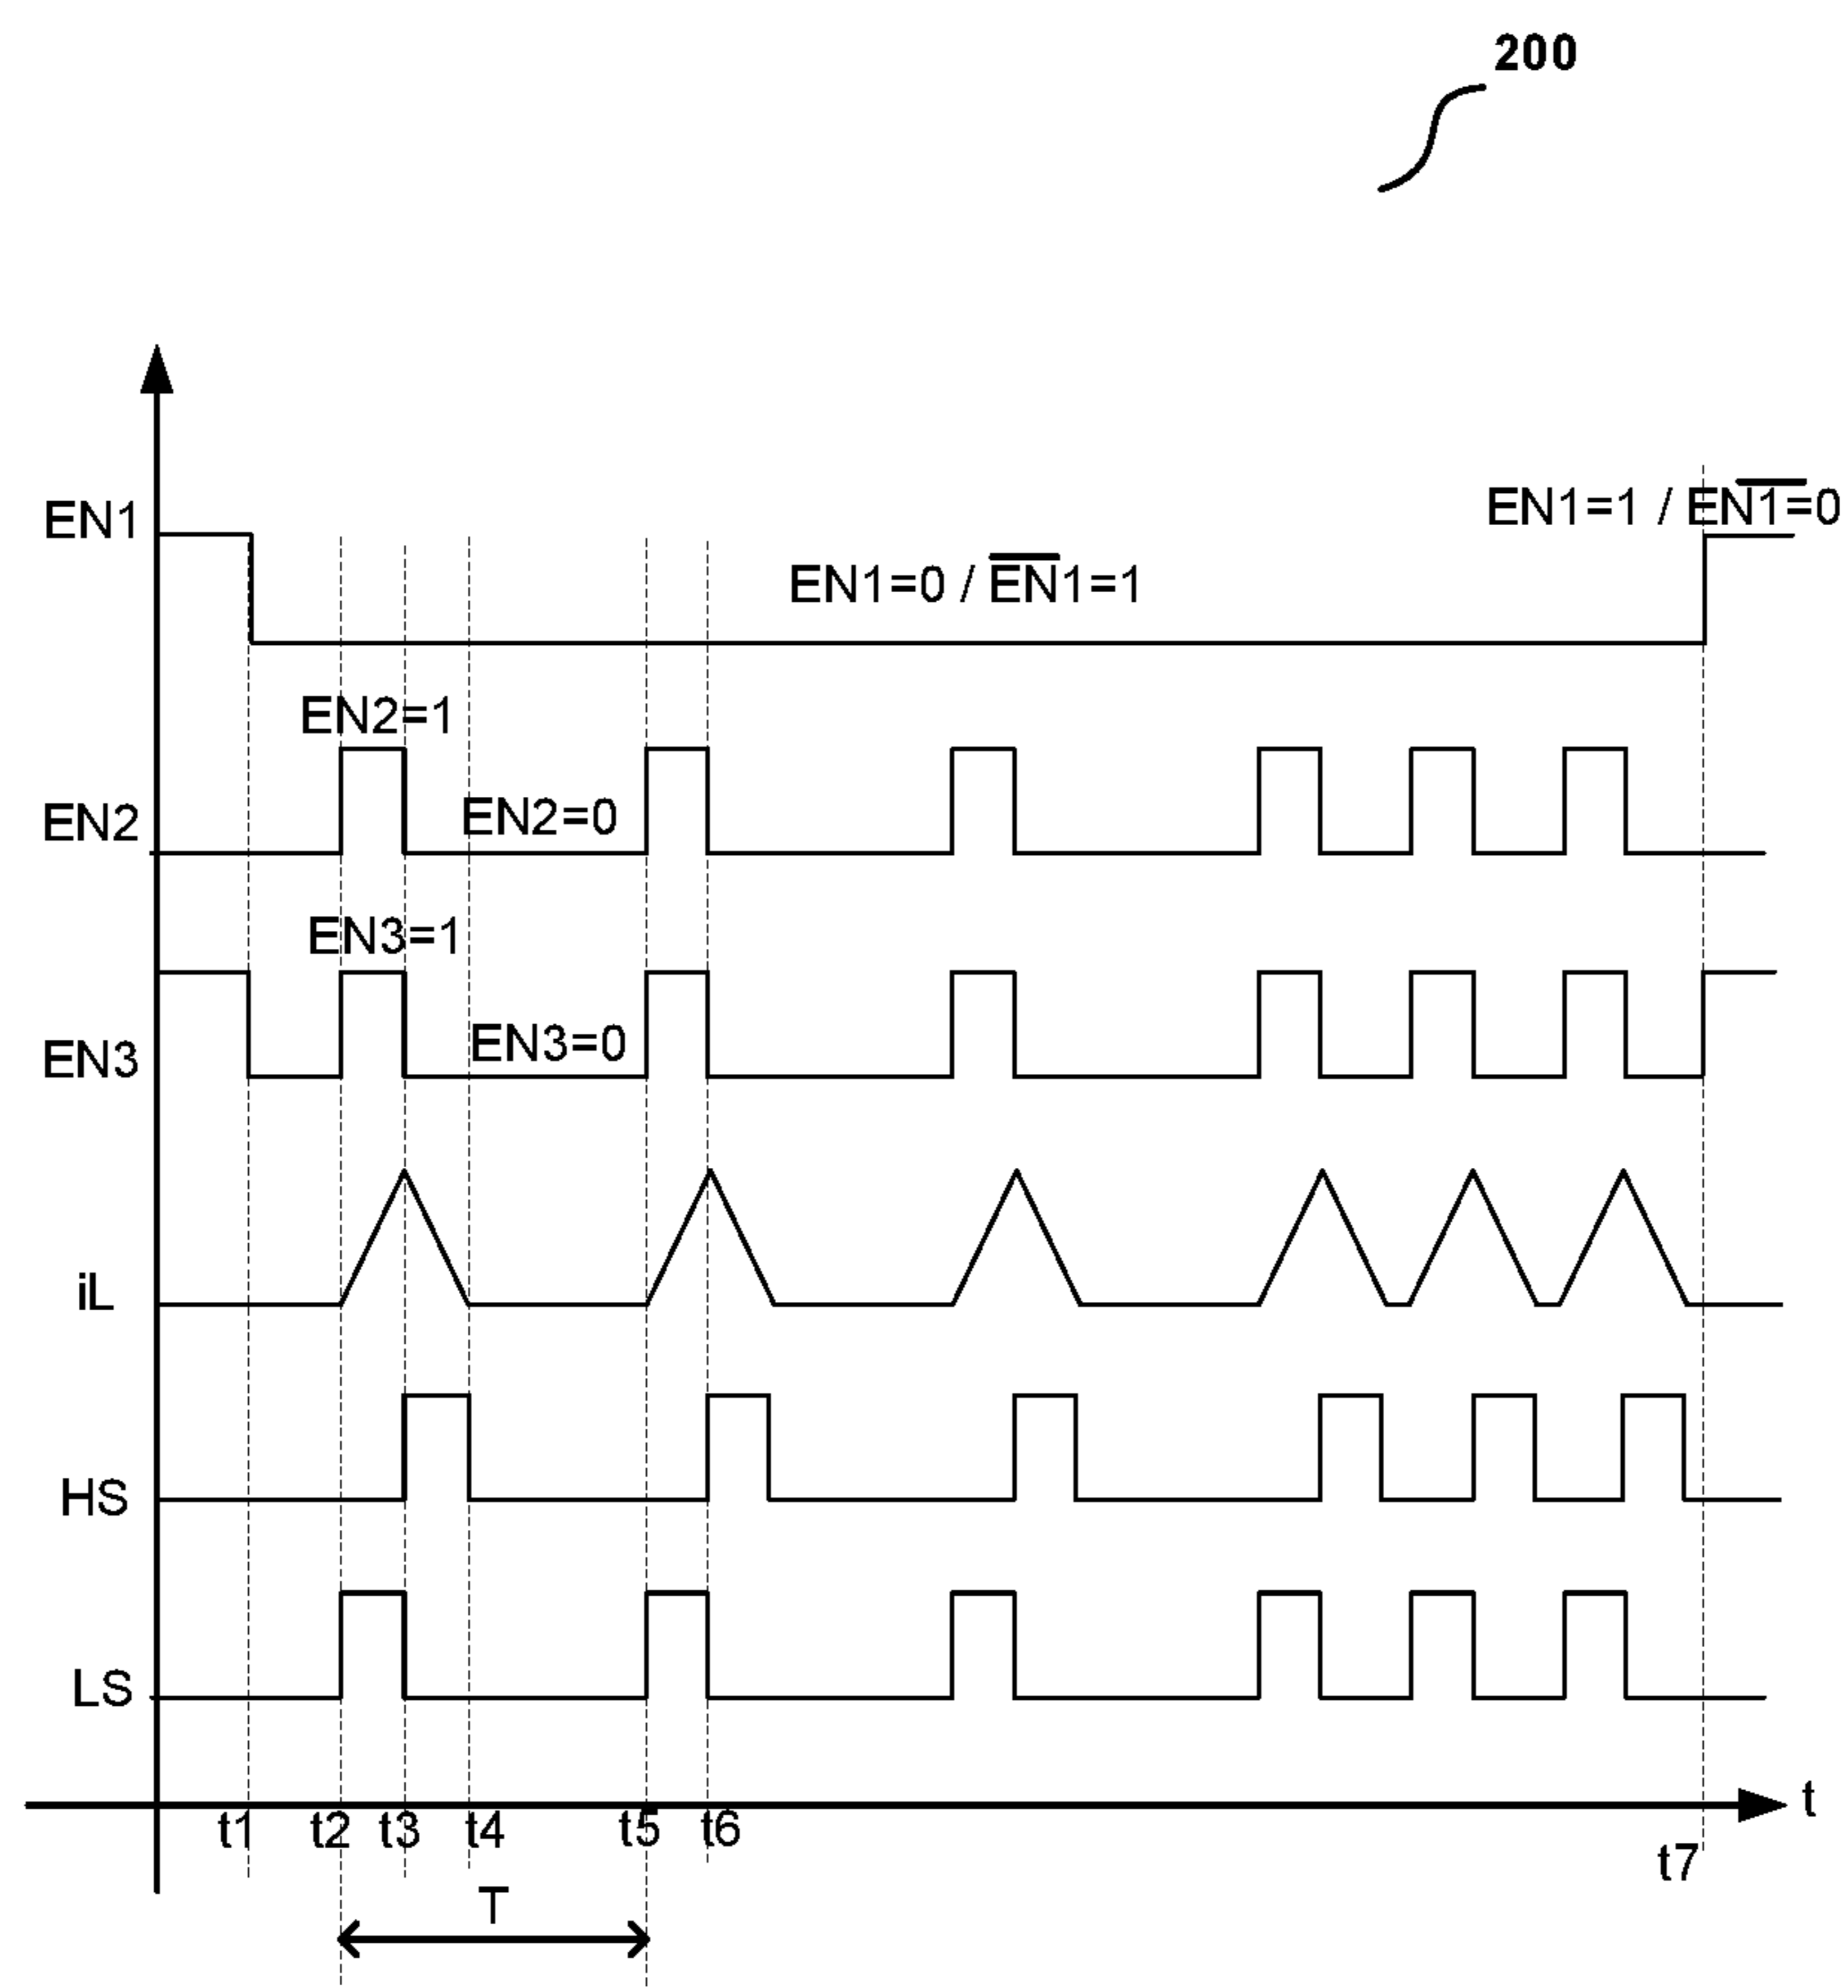 200
EN1
EN1=0 / EN1=1
EN1=1 / EN1=0
EN2=1
EN2
EN2=0
EN3=1
EN3
EN3=0
iL
HS
LS
t
t1 t2 t3 t4 t5 t6 t7
T